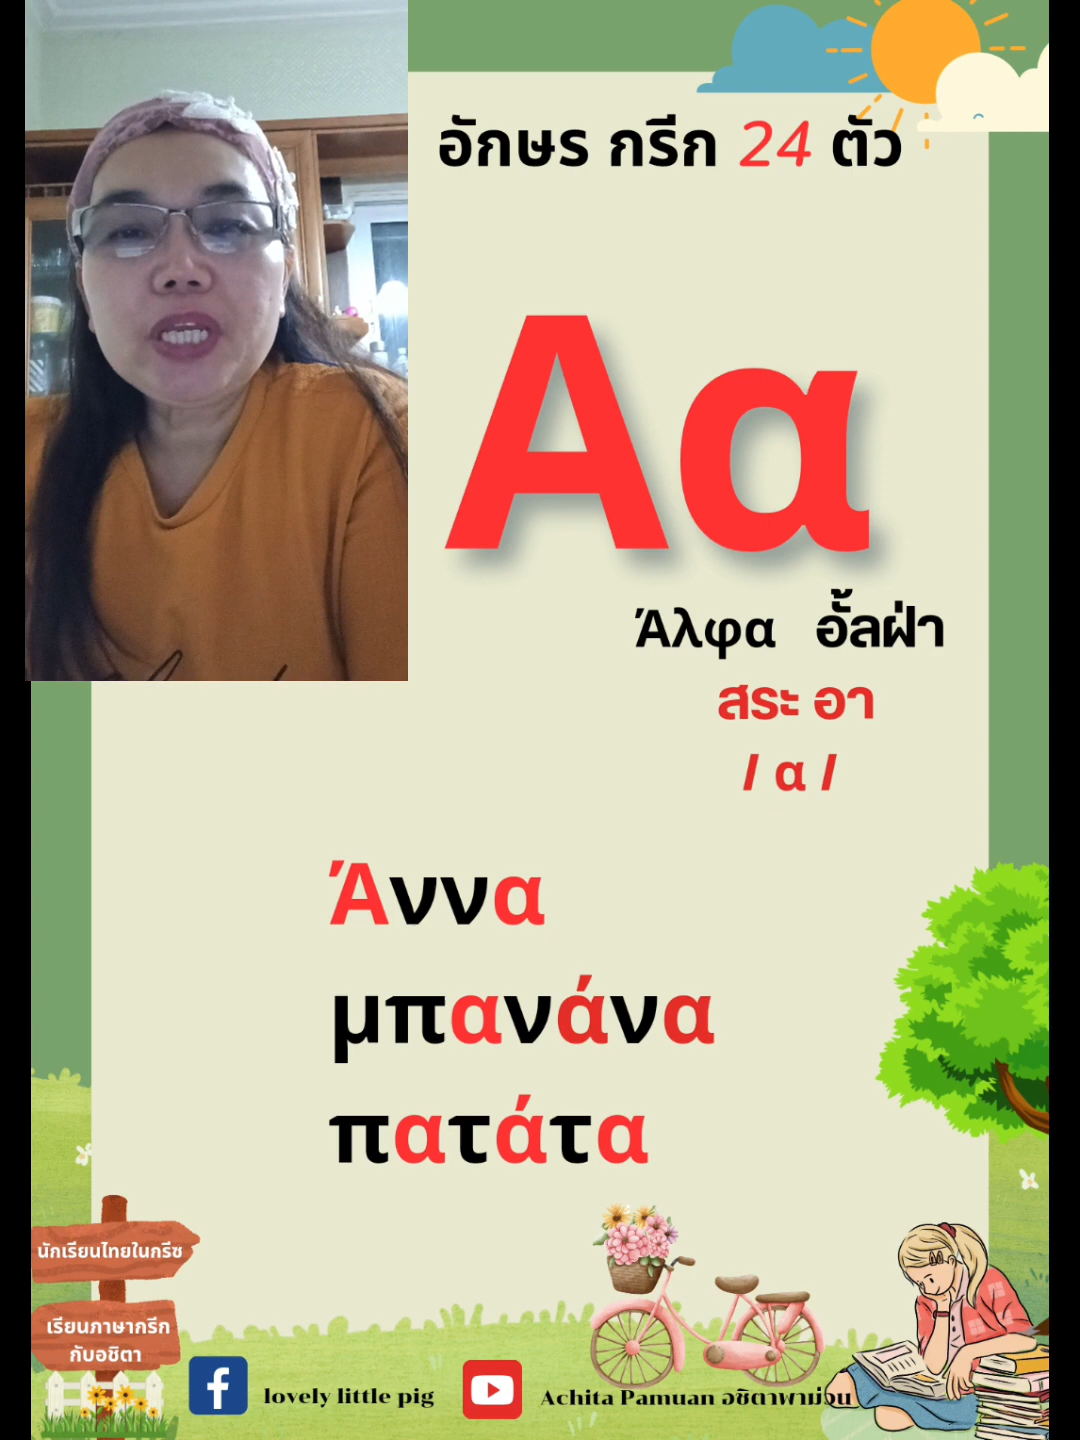 อักษร กรีก 24 ตัว
Αα
Άλφα อั้ลฝ่า
สระ อา
/ α /
Άννα
μπανάνα
πατάτα
นักเรียนไทยในกรีซ
เรียนภาษากรีก
กับอชิตา
lovely little pig
Achita Pamuan อชิตาพาม่วน